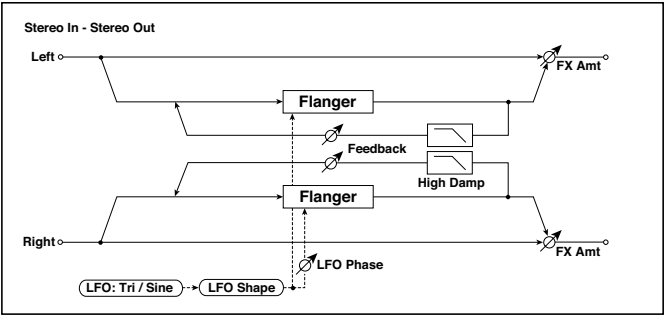 Stereo In - Stereo Out
Left
FX Amt
Flanger
Feedback
High Damp
Flanger
Right
FX Amt
LFO Phase
LFO: Tri / Sine
LFO Shape